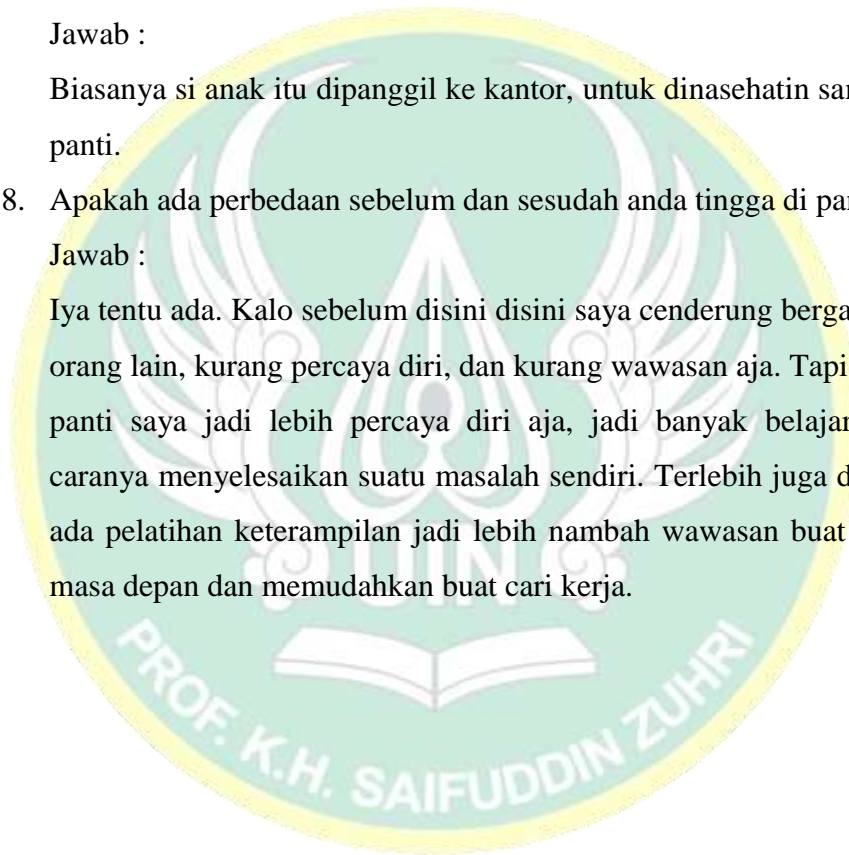 Jawab :
Biasanya si anak itu dipanggil ke kantor, untuk dinasehatin
panti.
8. Apakah ada perbedaan sebelum dan sesudah anda tingga di
Jawab :
Iya tentu ada. Kalo sebelum disini disini saya cenderung
orang lain, kurang percaya diri, dan kurang wawasan aja. Tapi
panti saya jadi lebih percaya diri aja, jadi banyak belajar
caranya menyelesaikan suatu masalah sendiri. Terlebih juga
ada pelatihan keterampilan jadi lebih nambah wawasan buat
masa depan dan memudahkan buat cari kerja.
UIN
PROF. K.H. SAIFUDDIN ZUHRI